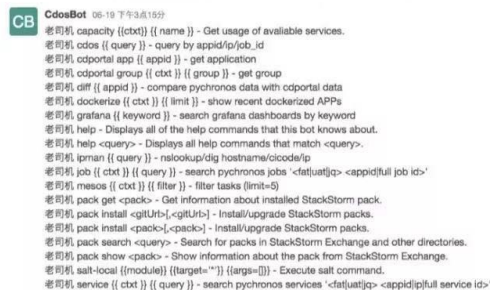 CB
CdosBot 06-19 下午3点15分
老司机 capacity {{ctxt}} {{ name }} - Get usage of avaliable services.
老司机 cdos {{ query }} - query by appid/ip/job_id
老司机 cdportal app {{ appid }} - get application
老司机 cdportal group {{ ctxt }} {{ group }} - get group
老司机 diff {{ appid }} - compare pychronos data with cdportal data
老司机 dockerize {{ ctxt }} {{ limit }} - show recent dockerized APPs
老司机 grafana {{ keyword }} - search grafana dashboards by keyword
老司机 help - Displays all of the help commands that this bot knows about.
老司机 help <query> - Displays all help commands that match <query>.
老司机 ipman {{ query }} - nslookup/dig hostname/cicode/ip
老司机 job {{ ctxt }} {{ query }} - search pychronos jobs '<fat|uat|jq> <appid|full job id>'
老司机 mesos {{ ctxt }} {{ filter }} - filter tasks (limit=5)
老司机 pack get <pack> - Get information about installed StackStorm pack.
老司机 pack install <gitUrl>[,<gitUrl>] - Install/upgrade StackStorm packs.
老司机 pack install <pack>[,<pack>] - Install/upgrade StackStorm packs.
老司机 pack search <query> - Search for packs in StackStorm Exchange and other directories.
老司机 pack show <pack> - Show information about the pack from StackStorm Exchange.
老司机 salt-local {{module}} {{target='*'}} {{args=[]}} - Execute salt command.
老司机 service {{ ctxt }} {{ query }} - search pychronos services '<fat|uat|jq> <appid|ip|full service id>'